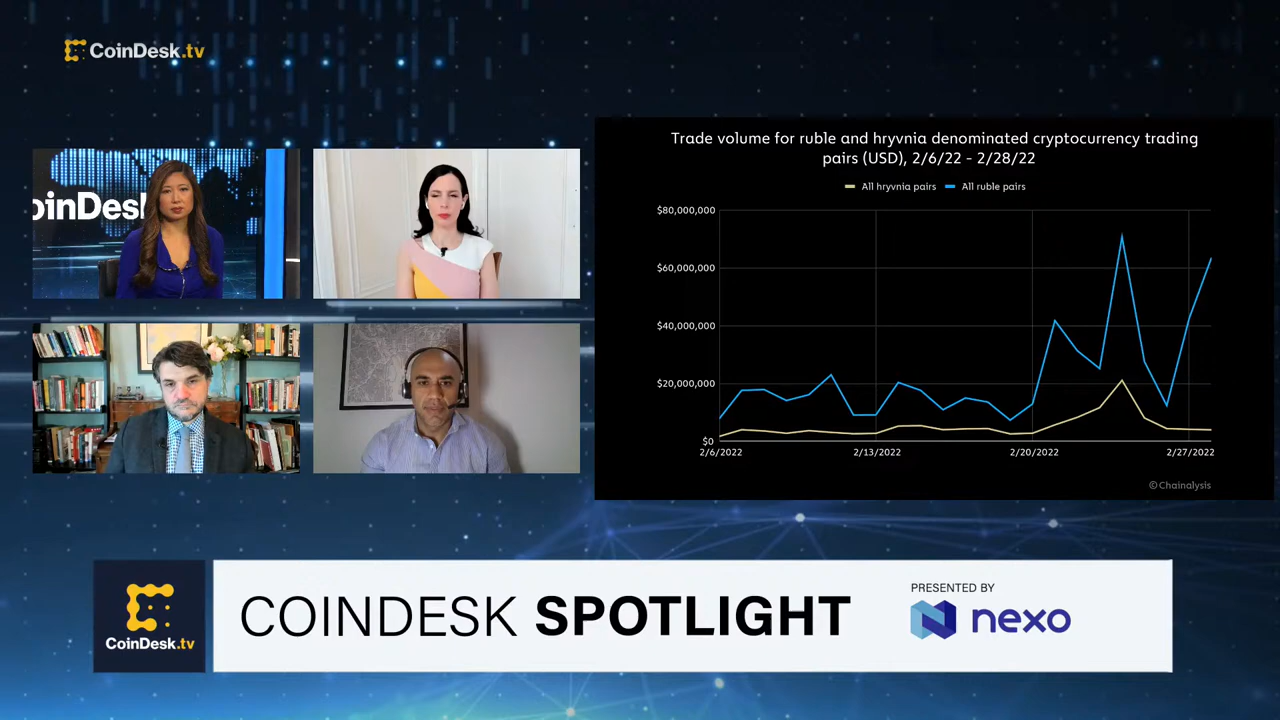 CoinDesk.tv
oinDesk
Trade volume for ruble and hryvnia denominated cryptocurrency trading
pairs (USD), 2/6/22 - 2/28/22
All hryvnia pairs All ruble pairs
$80,000,000
$60,000,000
$40,000,000
$20,000,000
$0
2/6/2022 2/13/2022 2/20/2022 2/27/2022
©Chainalysis
CoinDesk.tv
COINDESK SPOTLIGHT
PRESENTED BY
nexo